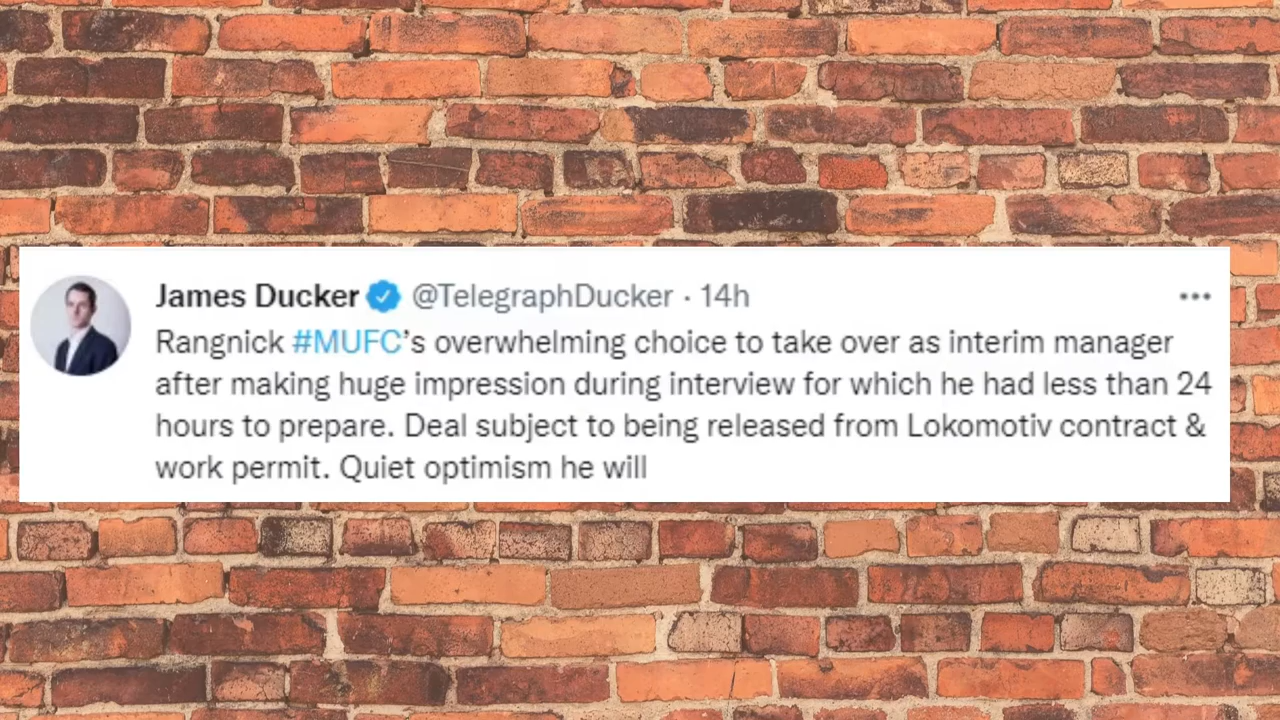 James Ducker @TelegraphDucker · 14h
Rangnick #MUFC's overwhelming choice to take over as interim manager
after making huge impression during interview for which he had less than 24
hours to prepare. Deal subject to being released from Lokomotiv contract &
work permit. Quiet optimism he will